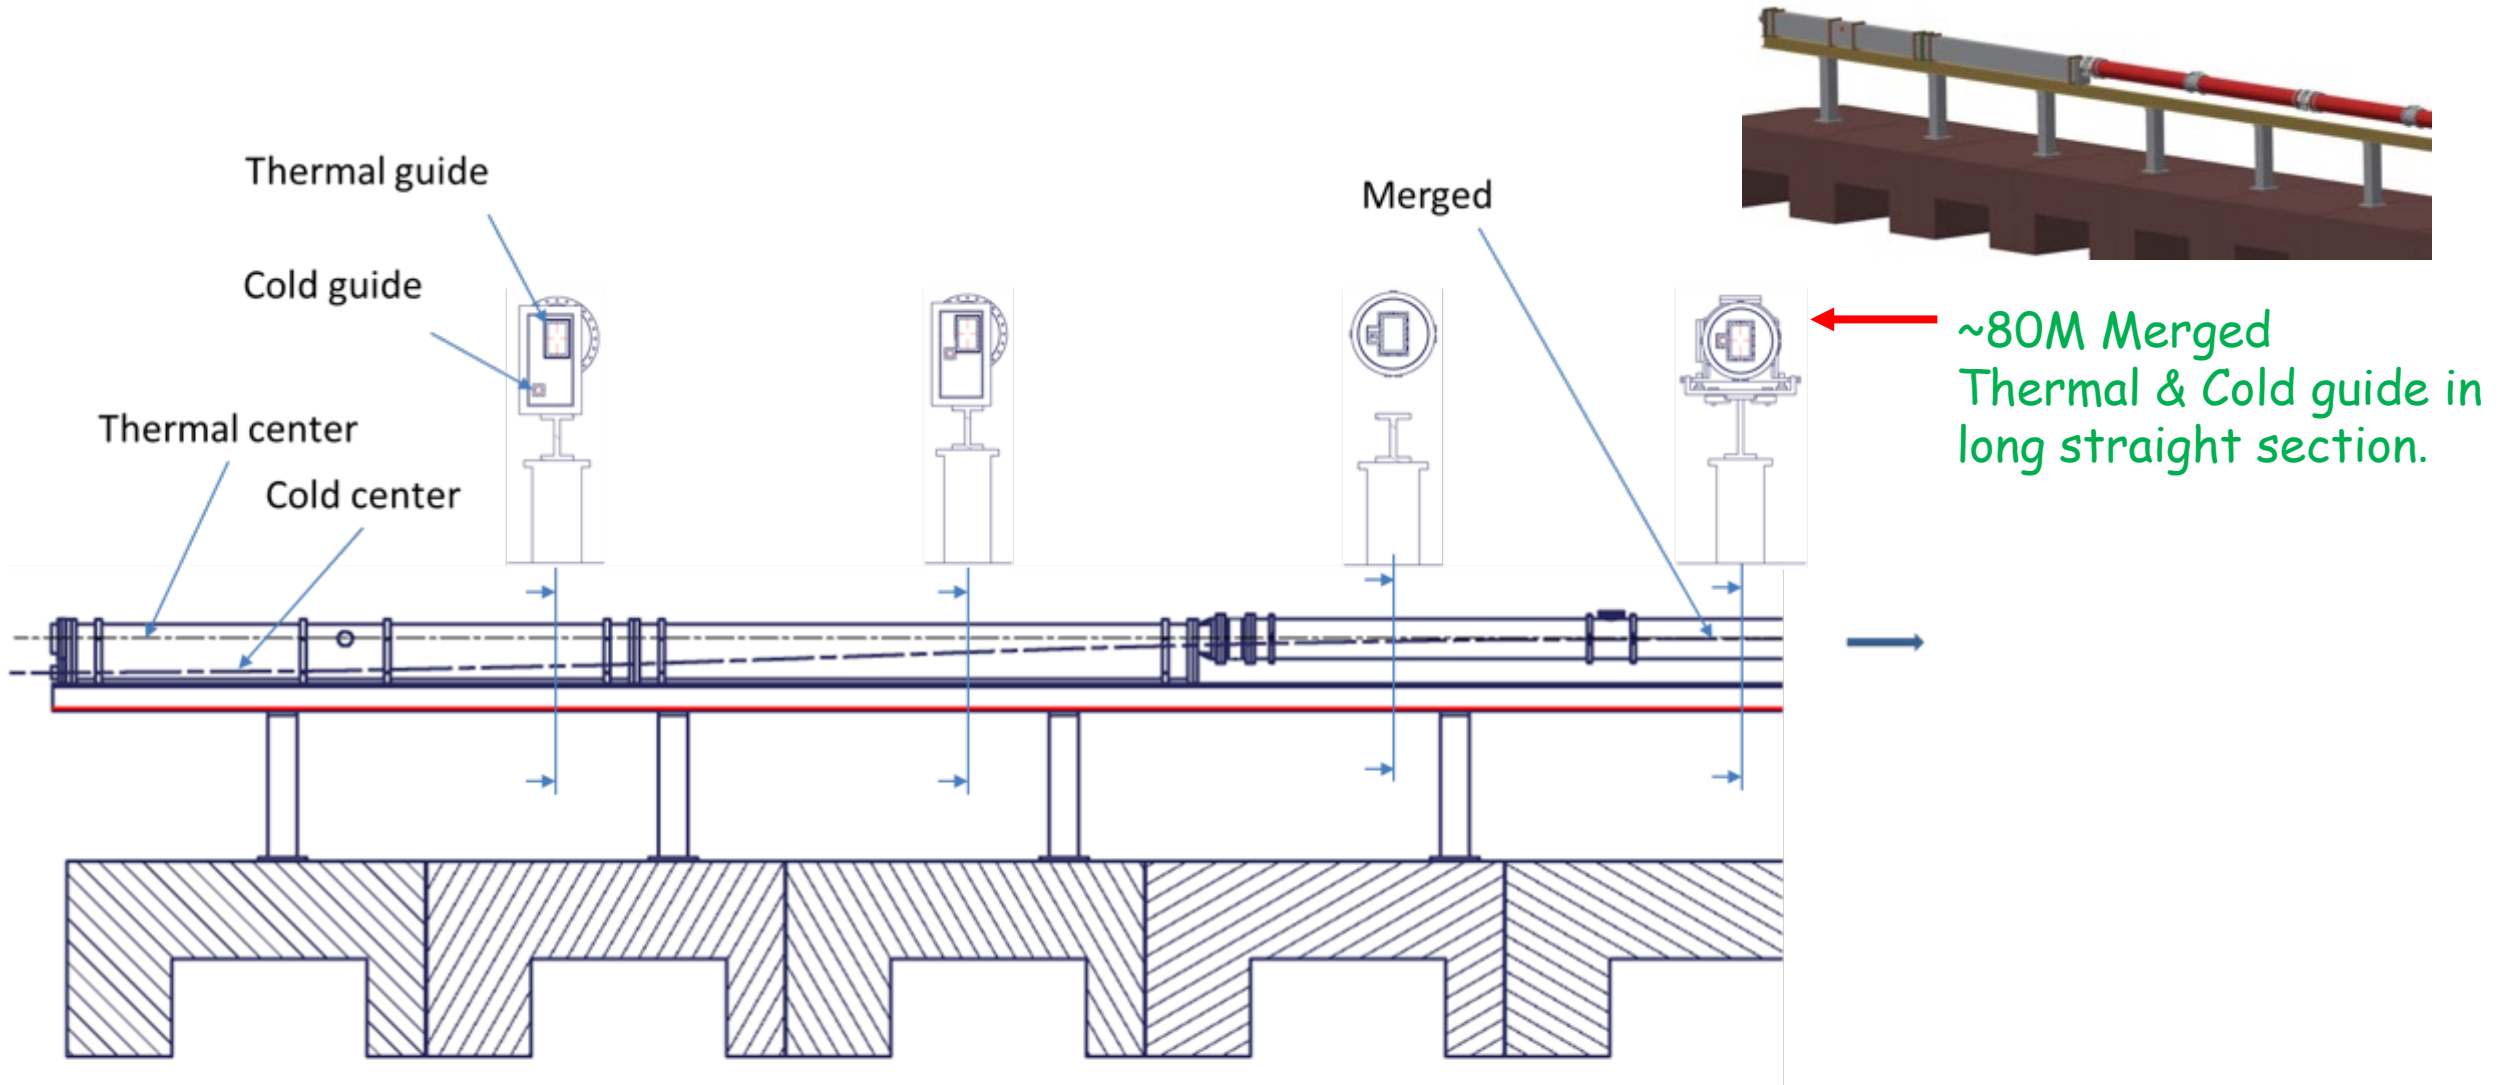 Thermal guide
Cold guide
Thermal center
Cold center
Merged
~80M Merged
Thermal & Cold guide in
long straight section.